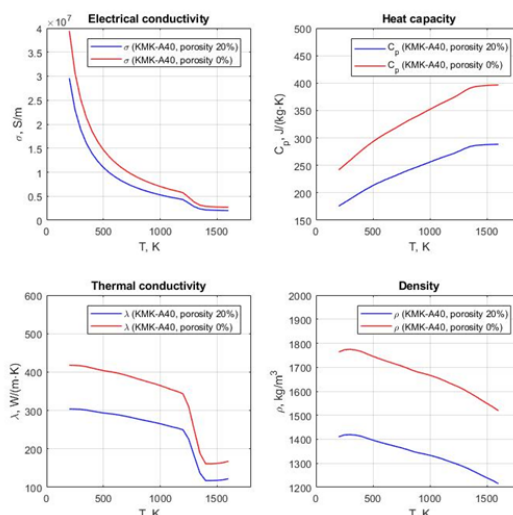 Electrical conductivity
×10⁷
σ (KMK-A40, porosity 20%)
σ (KMK-A40, porosity 0%)
σ, S/m
4
3.5
3
2.5
2
1.5
1
0.5
0
0 500 1000 1500
T, K
Heat capacity
C_p (KMK-A40, porosity 20%)
C_p (KMK-A40, porosity 0%)
C_p, J/(kg·K)
500
450
400
350
300
250
200
150
0 500 1000 1500
T, K
Thermal conductivity
λ (KMK-A40, porosity 20%)
λ (KMK-A40, porosity 0%)
λ, W/(m·K)
600
500
400
300
200
100
0 500 1000 1500
T, K
Density
ρ (KMK-A40, porosity 20%)
ρ (KMK-A40, porosity 0%)
ρ, kg/m³
2000
1900
1800
1700
1600
1500
1400
1300
1200
0 500 1000 1500
T, K